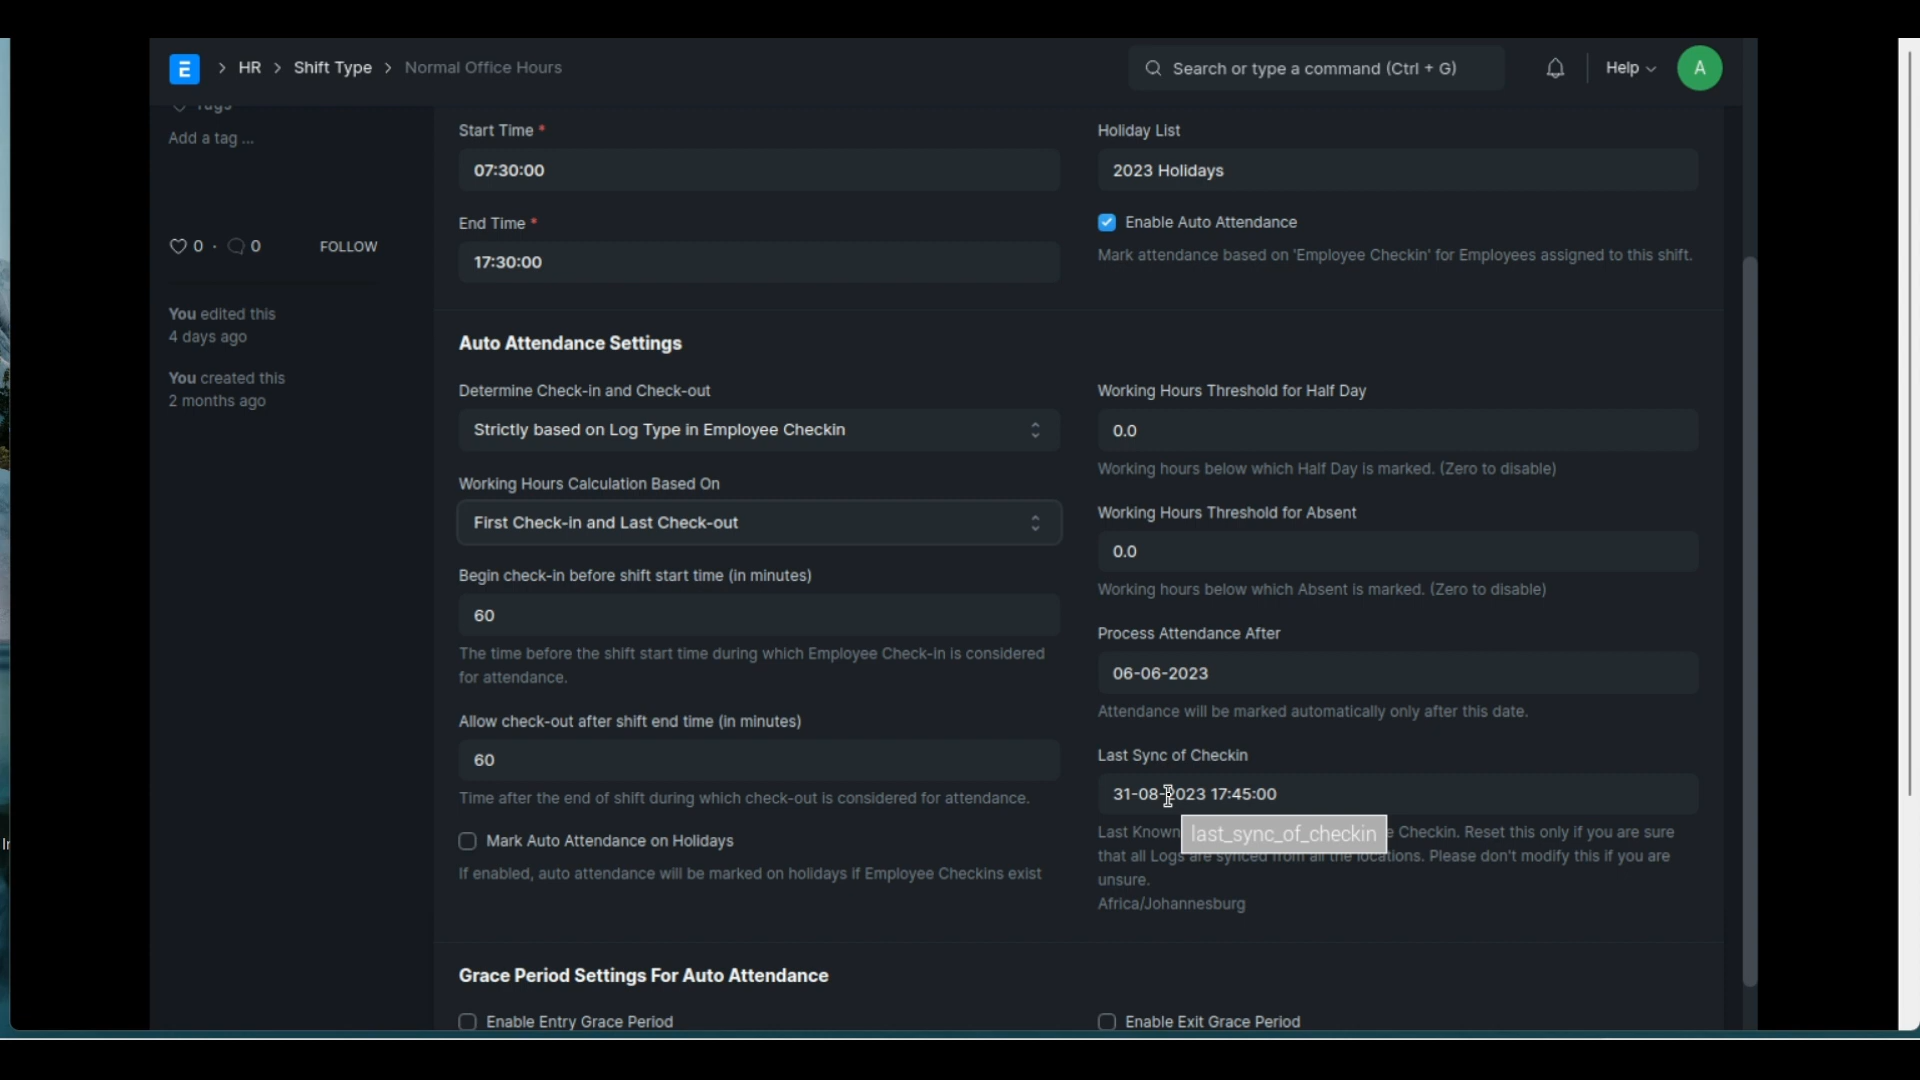 E > HR > Shift Type > Normal Office Hours
Search or type a command (Ctrl + G)
Help
A
Tags
Add a tag ...
0 · 0 FOLLOW
You edited this
4 days ago
You created this
2 months ago
Start Time *
07:30:00
End Time *
17:30:00
Holiday List
2023 Holidays
Enable Auto Attendance
Mark attendance based on 'Employee Checkin' for Employees assigned to this shift.
Auto Attendance Settings
Determine Check-in and Check-out
Strictly based on Log Type in Employee Checkin
Working Hours Calculation Based On
First Check-in and Last Check-out
Begin check-in before shift start time (in minutes)
60
The time before the shift start time during which Employee Check-in is considered
for attendance.
Allow check-out after shift end time (in minutes)
60
Time after the end of shift during which check-out is considered for attendance.
Mark Auto Attendance on Holidays
If enabled, auto attendance will be marked on holidays if Employee Checkins exist
Working Hours Threshold for Half Day
0.0
Working hours below which Half Day is marked. (Zero to disable)
Working Hours Threshold for Absent
0.0
Working hours below which Absent is marked. (Zero to disable)
Process Attendance After
06-06-2023
Attendance will be marked automatically only after this date.
Last Sync of Checkin
31-08-2023 17:45:00
last_sync_of_checkin
Last Known Checkin. Reset this only if you are sure
that all Logs are synced from all the locations. Please don't modify this if you are
unsure.
Africa/Johannesburg
Grace Period Settings For Auto Attendance
Enable Entry Grace Period
Enable Exit Grace Period